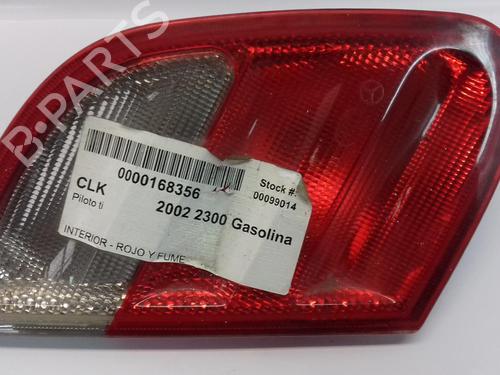 B-PARTS
0000168356
Stock #:
00099014
CLK
2002 2300 Gasolina
Piloto ti
INTERIOR - ROJO Y FUME